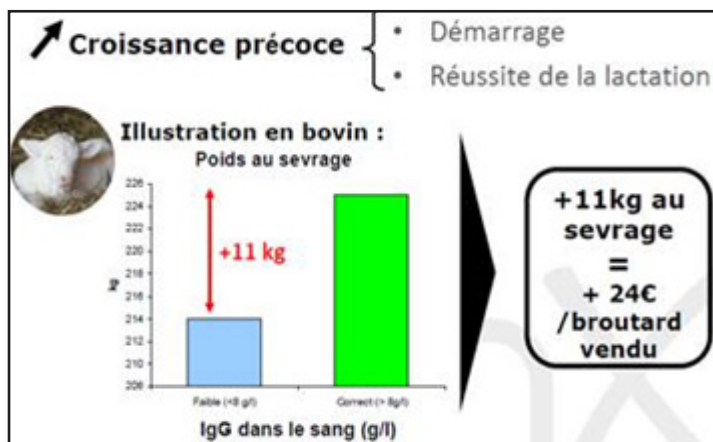 Croissance précoce
• Démarrage
• Réussite de la lactation
Illustration en bovin :
Poids au sevrage
226
224
222
220
218
216
214
212
210
208
kg
+11 kg
Faible (<8 g/l)
Correct (> 8g/l)
IgG dans le sang (g/l)
+11kg au
sevrage
=
+ 24€
/broutard
vendu